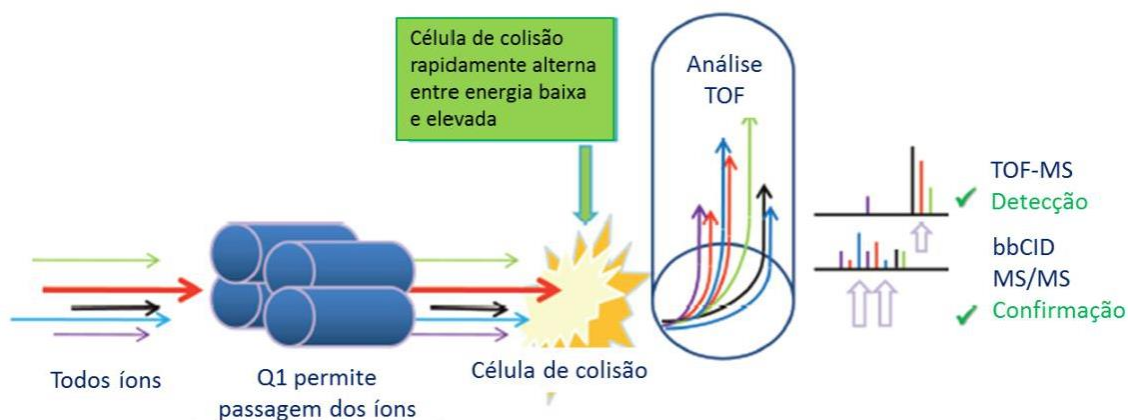 Célula de colisão
rapidamente alterna
entre energia baixa
e elevada
Análise
TOF
TOF-MS
Detecção
bbCID
MS/MS
Confirmação
Todos íons
Q1 permite
passagem dos íons
Célula de colisão